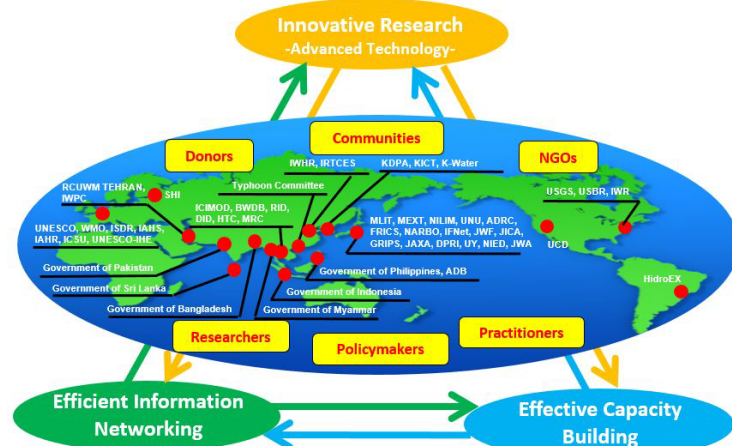 Innovative Research
-Advanced Technology-
Communities
Donors
NGOs
IWHR, IRTCES
KDPA, KICT, K-Water
RCUWM TEHRAN,
IWPC
SHI
Typhoon Committee
USGS, USBR, IWR
ICIMOD, BWDB, RID,
DID, HTC, MRC
MLIT, MEXT, NILIM, UNU, ADRC,
FRICS, NARBO, IFNet, JWF, JICA,
GRIPS, JAXA, DPRI, UY, NIED, JWA
UNESCO, WMO, ISDR, IAHS,
IAHR, ICSU, UNESCO-IHE
UCD
Government of Pakistan
Government of Philippines, ADB
HidroEX
Government of Sri Lanka
Government of Indonesia
Government of Bangladesh
Government of Myanmar
Researchers
Policymakers
Practitioners
Efficient Information
Networking
Effective Capacity
Building